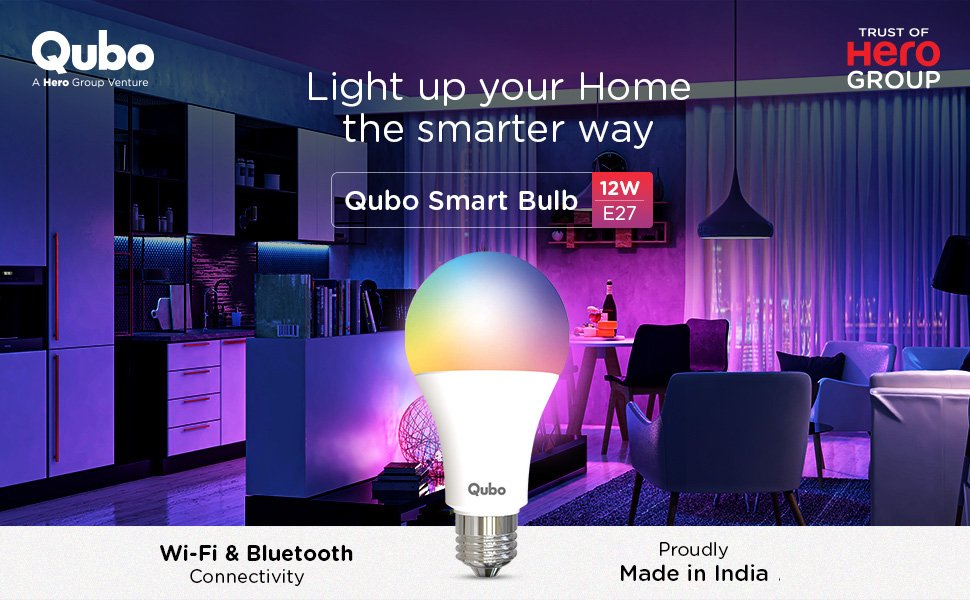 Qubo
A Hero Group Venture
TRUST OF
Hero
GROUP
Light up your Home
the smarter way
Qubo Smart Bulb
12W
E27
Qubo
Wi-Fi & Bluetooth
Connectivity
Proudly
Made in India .